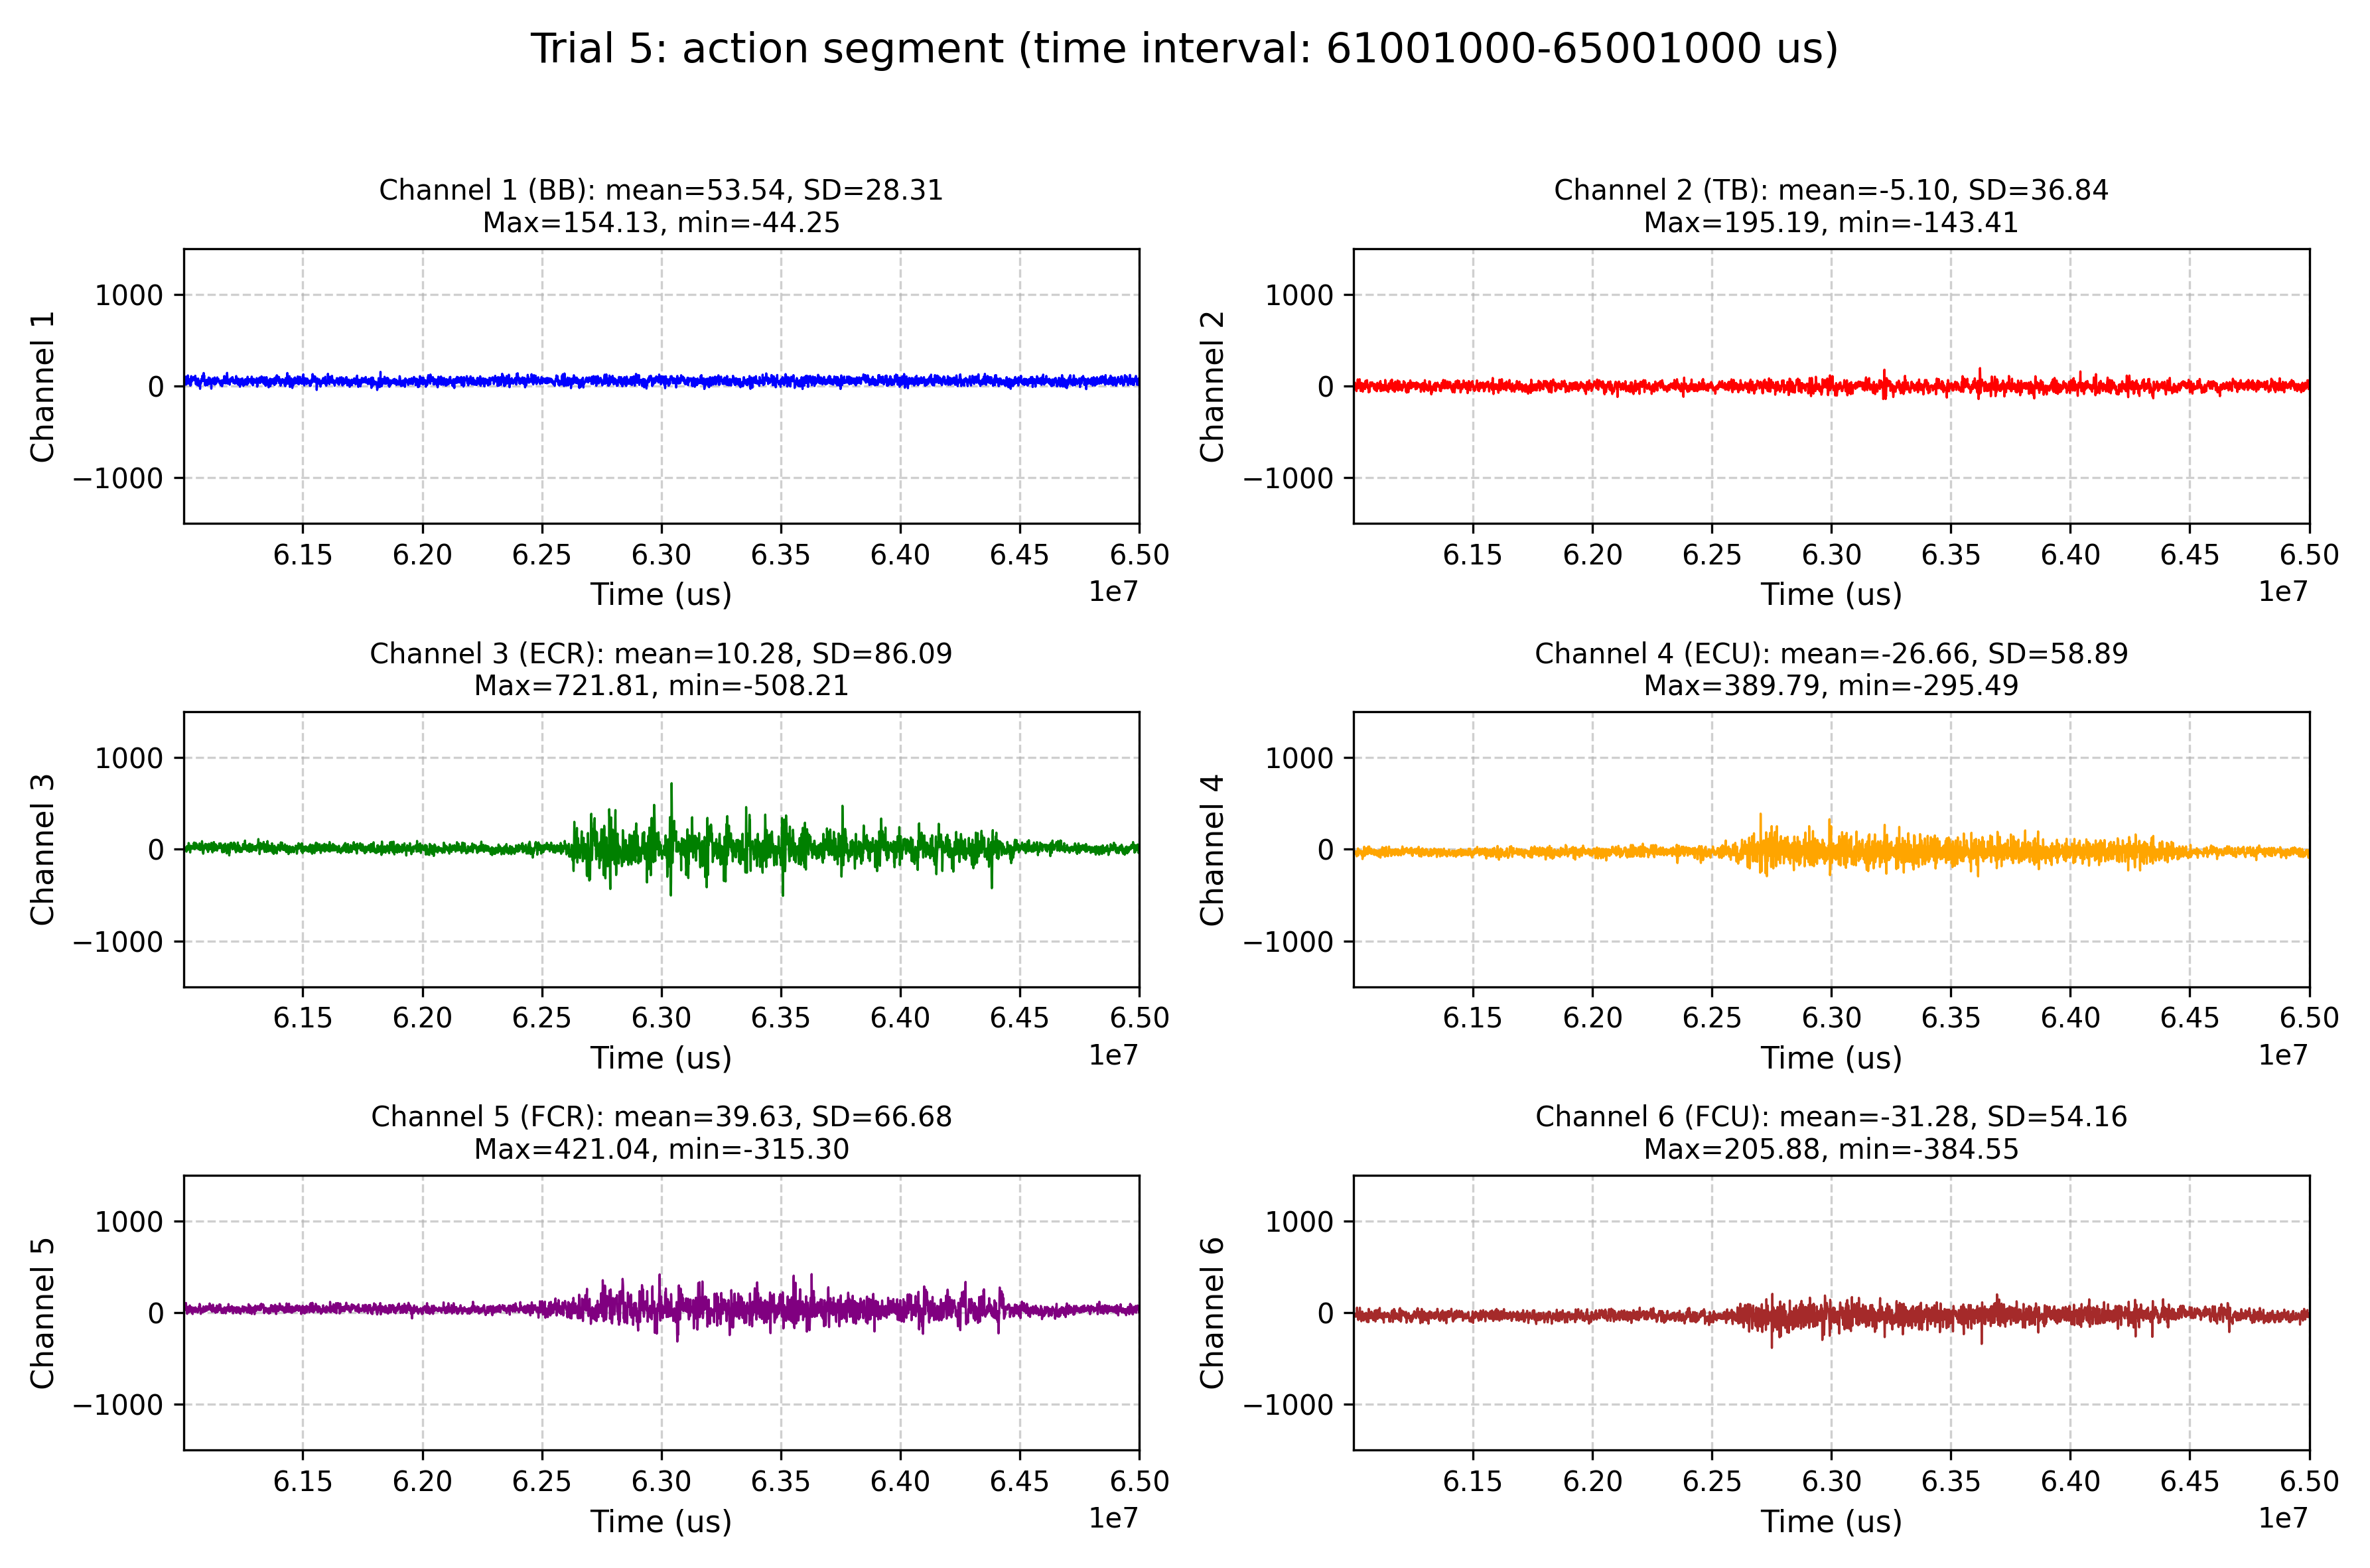 Trial 5: action segment (time interval: 61001000-65001000 us)
Channel 1 (BB): mean=53.54, SD=28.31
Max=154.13, min=-44.25
Channel 1
1000
0
−1000
6.15 6.20 6.25 6.30 6.35 6.40 6.45 6.50
Time (us)
1e7
Channel 2 (TB): mean=-5.10, SD=36.84
Max=195.19, min=-143.41
Channel 2
1000
0
−1000
6.15 6.20 6.25 6.30 6.35 6.40 6.45 6.50
Time (us)
1e7
Channel 3 (ECR): mean=10.28, SD=86.09
Max=721.81, min=-508.21
Channel 3
1000
0
−1000
6.15 6.20 6.25 6.30 6.35 6.40 6.45 6.50
Time (us)
1e7
Channel 4 (ECU): mean=-26.66, SD=58.89
Max=389.79, min=-295.49
Channel 4
1000
0
−1000
6.15 6.20 6.25 6.30 6.35 6.40 6.45 6.50
Time (us)
1e7
Channel 5 (FCR): mean=39.63, SD=66.68
Max=421.04, min=-315.30
Channel 5
1000
0
−1000
6.15 6.20 6.25 6.30 6.35 6.40 6.45 6.50
Time (us)
1e7
Channel 6 (FCU): mean=-31.28, SD=54.16
Max=205.88, min=-384.55
Channel 6
1000
0
−1000
6.15 6.20 6.25 6.30 6.35 6.40 6.45 6.50
Time (us)
1e7